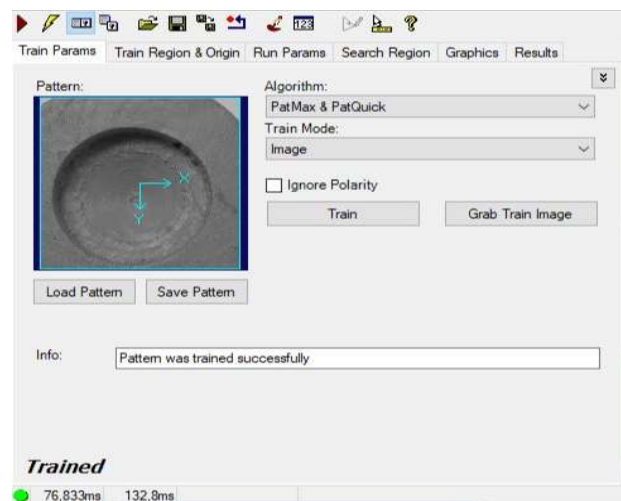 123
Train Params Train Region & Origin Run Params Search Region Graphics Results
Pattern:
Algorithm:
PatMax & PatQuick
Train Mode:
Image
Ignore Polarity
Train Grab Train Image
X
Y
Load Pattern Save Pattern
Info: Pattern was trained successfully
Trained
76,833ms 132,8ms